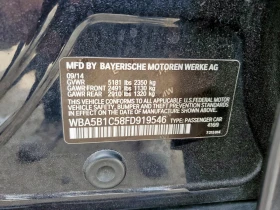 MFD BY BAYERISCHE MOTOREN WERKE AG
09/14
GVWR 5181 lbs 2350 kg
GAWR FRONT 2491 lbs 1130 kg
GAWR REAR 2910 lbs 1320 kg
THIS VEHICLE CONFORMS TO ALL APPLICABLE U.S. FEDERAL MOTOR VEHICLE
SAFETY, BUMPER AND THEFT PREVENTION STANDARDS
IN EFFECT ON THE DATE OF MANUFACTURE SHOWN ABOVE.
WBA5B1C58FD919546 TYPE: PASSENGER CAR